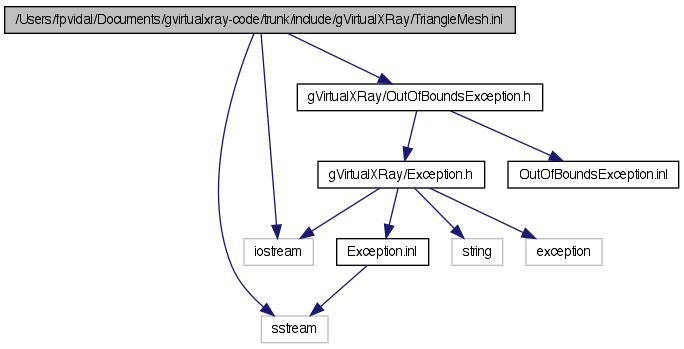 /Users/fpvidal/Documents/gvirtualxray-code/trunk/include/gVirtualXRay/TriangleMesh.inl
gVirtualXRay/OutOfBoundsException.h
gVirtualXRay/Exception.h
OutOfBoundsException.inl
iostream
Exception.inl
string
exception
sstream